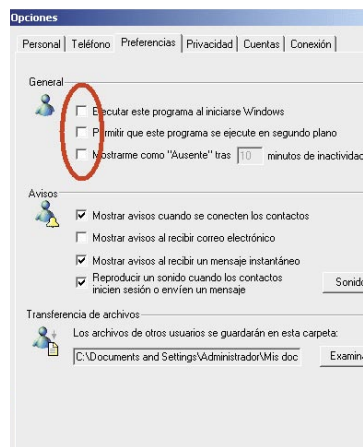 Opciones
Personal Teléfono Preferencias Privacidad Cuentas Conexión
General
Ejecutar este programa al iniciarse Windows
Permitir que este programa se ejecute en segundo plano
Mostrarme como "Ausente" tras 10 minutos de inactividad
Avisos
Mostrar avisos cuando se conecten los contactos
Mostrar avisos al recibir correo electrónico
Mostrar avisos al recibir un mensaje instantáneo
Reproducir un sonido cuando los contactos
inicien sesión o envíen un mensaje
Sonido
Transferencia de archivos
Los archivos de otros usuarios se guardarán en esta carpeta:
C:\Documents and Settings\Administrador\Mis doc
Examina